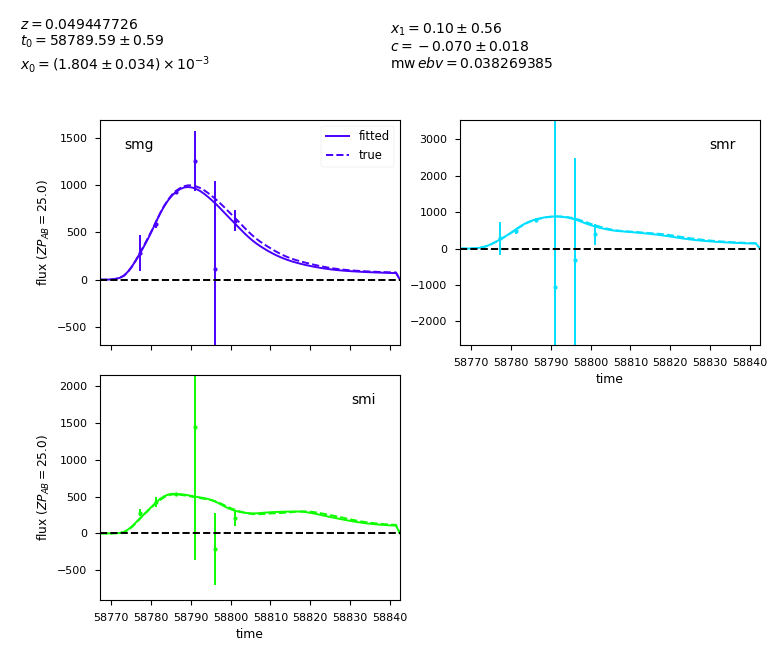 z = 0.049447726
t₀ = 58789.59 ± 0.59
x₀ = (1.804 ± 0.034) × 10⁻³
x₁ = 0.10 ± 0.56
c = −0.070 ± 0.018
mw ebv = 0.038269385
smg
fitted
true
flux (ZP_AB = 25.0)
1500
1000
500
0
−500
smr
3000
2000
1000
0
−1000
−2000
58770 58780 58790 58800 58810 58820 58830 58840
time
smi
flux (ZP_AB = 25.0)
2000
1500
1000
500
0
−500
58770 58780 58790 58800 58810 58820 58830 58840
time